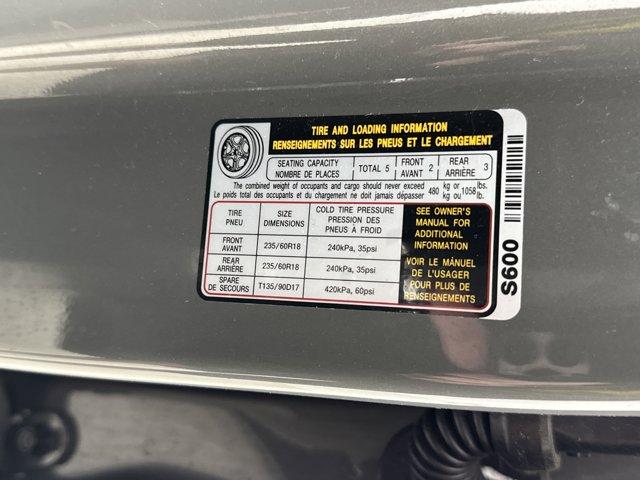 TIRE AND LOADING INFORMATION
RENSEIGNEMENTS SUR LES PNEUS ET LE CHARGEMENT
SEATING CAPACITY
NOMBRE DE PLACES
TOTAL 5
FRONT
AVANT 2
REAR
ARRIÈRE 3
The combined weight of occupants and cargo should never exceed 480 kg or 1058 lbs.
Le poids total des occupants et du chargement ne doit jamais dépasser kg ou lb.
TIRE
PNEU
SIZE
DIMENSIONS
COLD TIRE PRESSURE
PRESSION DES
PNEUS À FROID
FRONT
AVANT
235/60R18
240kPa, 35psi
REAR
ARRIÈRE
235/60R18
240kPa, 35psi
SPARE
DE SECOURS
T135/90D17
420kPa, 60psi
SEE OWNER'S
MANUAL FOR
ADDITIONAL
INFORMATION
VOIR LE MÁNUEL
DE L'USAGER
POUR PLUS DE
RENSEIGNEMENTS
S600